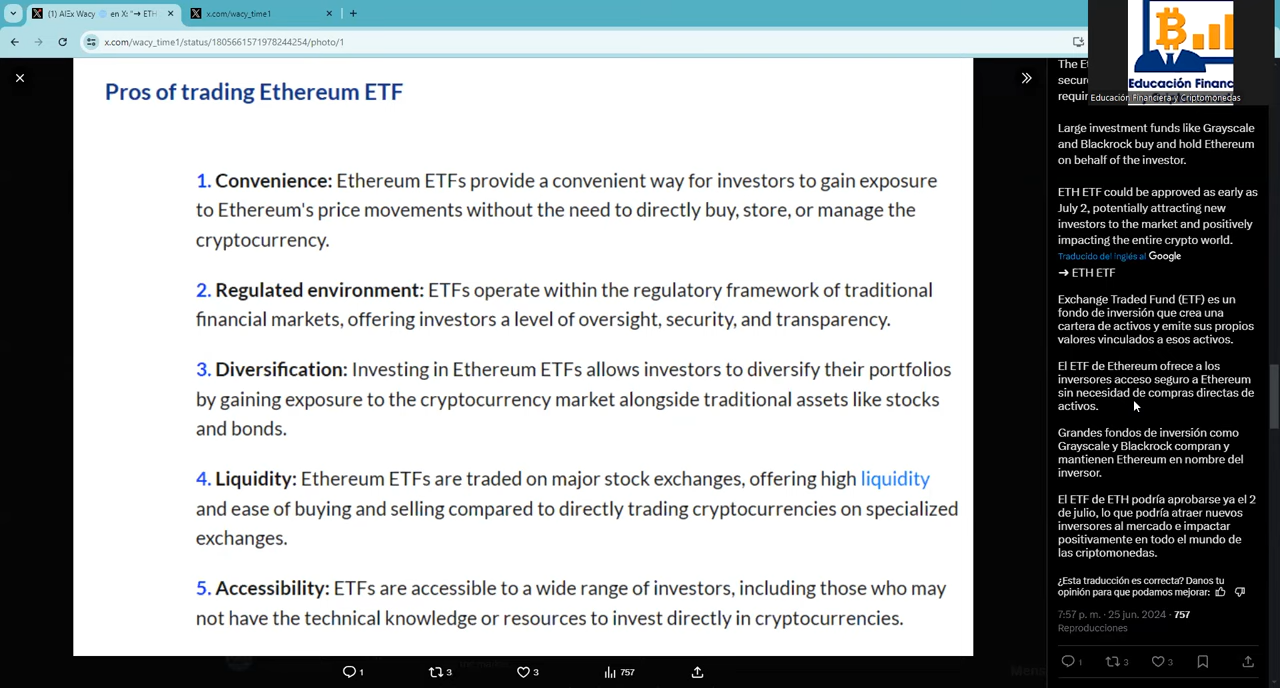 (1) AlEx Wacy en X: "→ ETH
x.com/wacy_time1
x.com/wacy_time1/status/1805661571978244254/photo/1
Pros of trading Ethereum ETF
1. Convenience: Ethereum ETFs provide a convenient way for investors to gain exposure
to Ethereum's price movements without the need to directly buy, store, or manage the
cryptocurrency.
2. Regulated environment: ETFs operate within the regulatory framework of traditional
financial markets, offering investors a level of oversight, security, and transparency.
3. Diversification: Investing in Ethereum ETFs allows investors to diversify their portfolios
by gaining exposure to the cryptocurrency market alongside traditional assets like stocks
and bonds.
4. Liquidity: Ethereum ETFs are traded on major stock exchanges, offering high liquidity
and ease of buying and selling compared to directly trading cryptocurrencies on specialized
exchanges.
5. Accessibility: ETFs are accessible to a wide range of investors, including those who may
not have the technical knowledge or resources to invest directly in cryptocurrencies.
1
3
3
757
Educación Financ
Educación Financiera y Criptomonedas
The Et
secure
requir
Large investment funds like Grayscale
and Blackrock buy and hold Ethereum
on behalf of the investor.
ETH ETF could be approved as early as
July 2, potentially attracting new
investors to the market and positively
impacting the entire crypto world.
Traducido del Inglés al Google
→ ETH ETF
Exchange Traded Fund (ETF) es un
fondo de inversión que crea una
cartera de activos y emite sus propios
valores vinculados a esos activos.
El ETF de Ethereum ofrece a los
inversores acceso seguro a Ethereum
sin necesidad de compras directas de
activos.
Grandes fondos de inversión como
Grayscale y Blackrock compran y
mantienen Ethereum en nombre del
inversor.
El ETF de ETH podría aprobarse ya el 2
de julio, lo que podría atraer nuevos
inversores al mercado e impactar
positivamente en todo el mundo de
las criptomonedas.
¿Esta traducción es correcta? Danos tu
opinión para que podamos mejorar:
7:57 p. m. · 25 jun. 2024 · 757
Reproducciones
1
3
3